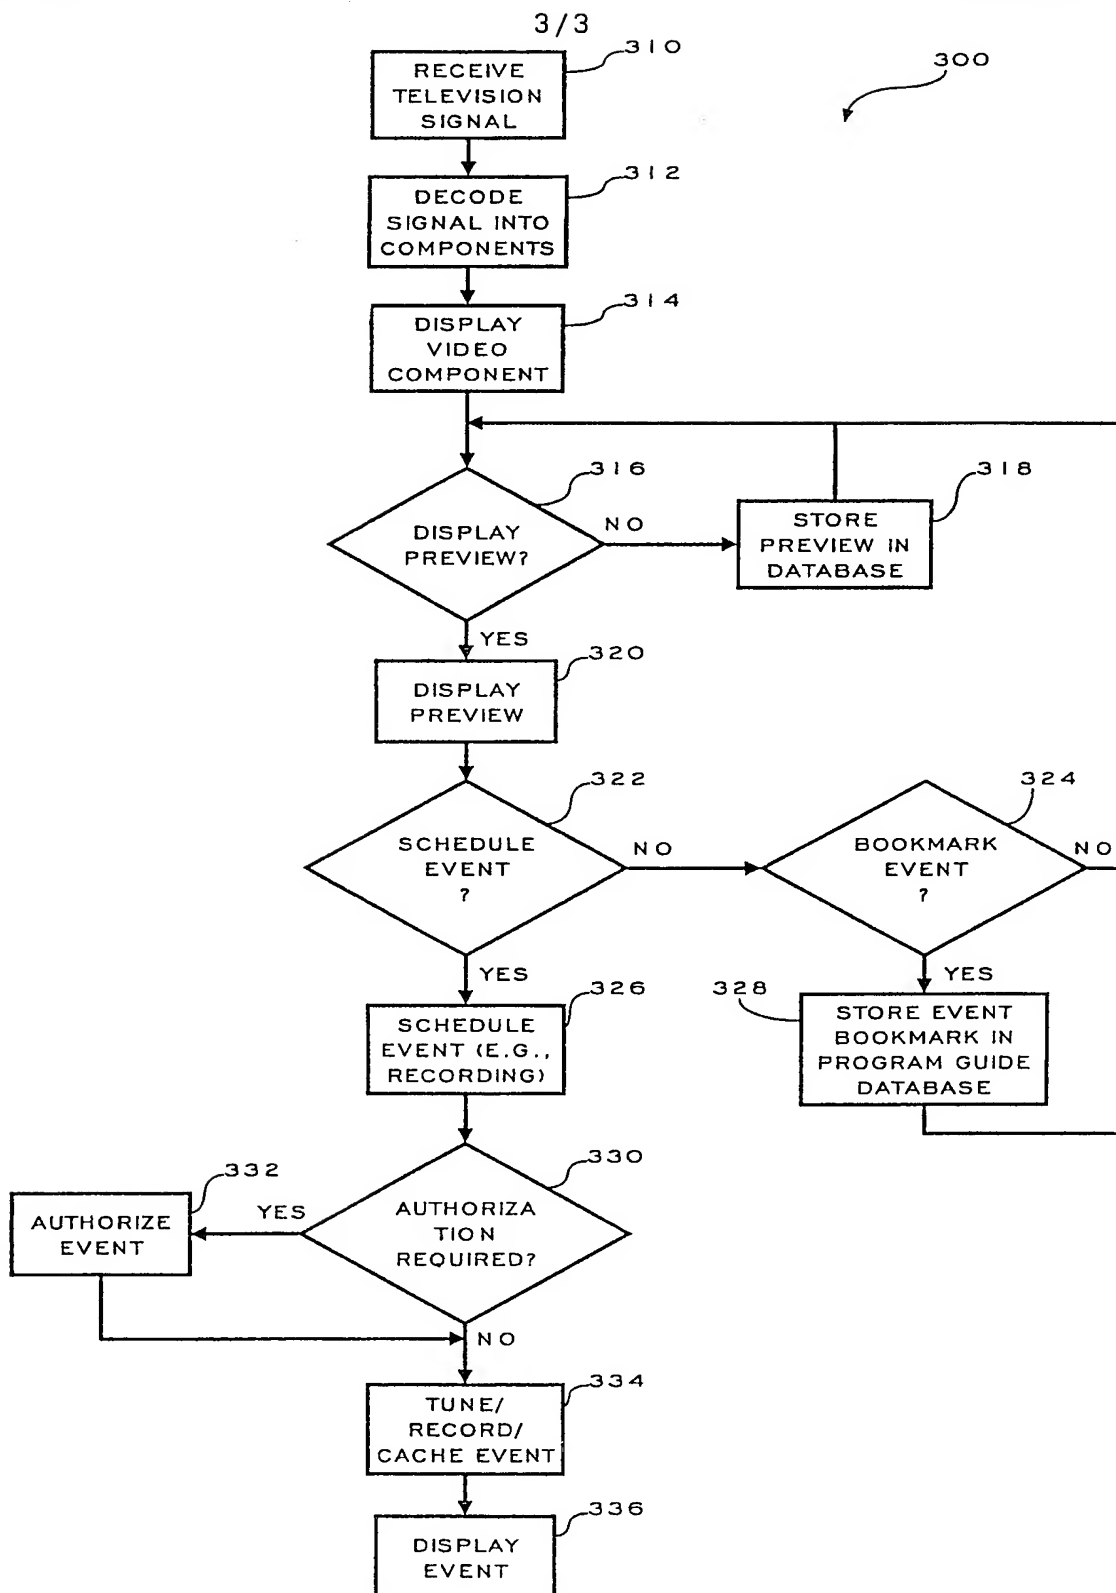 3/3
310
300
RECEIVE
TELEVISION
SIGNAL
312
DECODE
SIGNAL INTO
COMPONENTS
314
DISPLAY
VIDEO
COMPONENT
316
318
DISPLAY
PREVIEW?
NO
STORE
PREVIEW IN
DATABASE
YES
320
DISPLAY
PREVIEW
322
324
SCHEDULE
EVENT
?
NO
BOOKMARK
EVENT
?
NO
YES
YES
326
328
SCHEDULE
EVENT (E.G.,
RECORDING)
STORE EVENT
BOOKMARK IN
PROGRAM GUIDE
DATABASE
330
332
AUTHORIZA
TION
REQUIRED?
YES
AUTHORIZE
EVENT
NO
334
TUNE/
RECORD/
CACHE EVENT
336
DISPLAY
EVENT